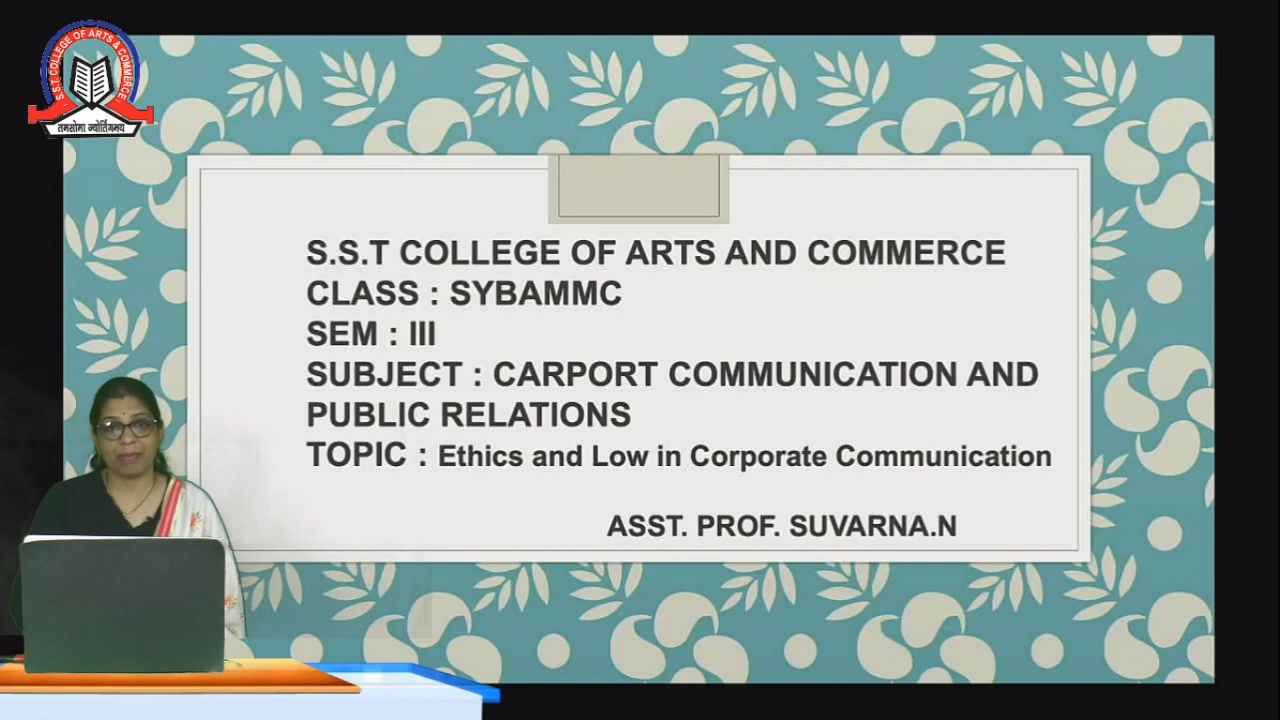 S.S.T COLLEGE OF ARTS & COMMERCE
तमसोमा ज्योर्तिगमय
S.S.T COLLEGE OF ARTS AND COMMERCE
CLASS : SYBAMMC
SEM : III
SUBJECT : CARPORT COMMUNICATION AND
PUBLIC RELATIONS
TOPIC : Ethics and Low in Corporate Communication
ASST. PROF. SUVARNA.N